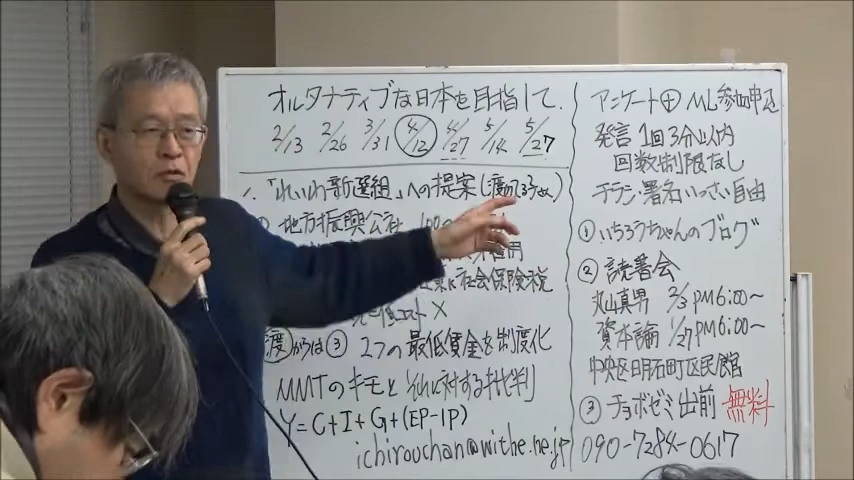 オルタナティブな日本を目指して.
2/13 2/26 3/31 4/12 4/27 5/14 5/27
1. 「れいわ新選組」への提案
地方振興公社
社会保険税
コスト×
渡からは③ 2つの最低賃金を制度化
MMTのキモとそれに対する批判
Y=C+I+G+(EP-IP)
ichirouchan@withe.ne.jp
アンケート⊕ML参加申込
発言1回3分以内
回数制限なし
チラシ・署名いっさい自由
①いちろうちゃんのブログ
②読書会
丸山真男 2/3 PM6:00~
資本論 1/27 PM6:00~
中央区明石町区民館
③チョボゼミ出前 無料
090-7284-0617